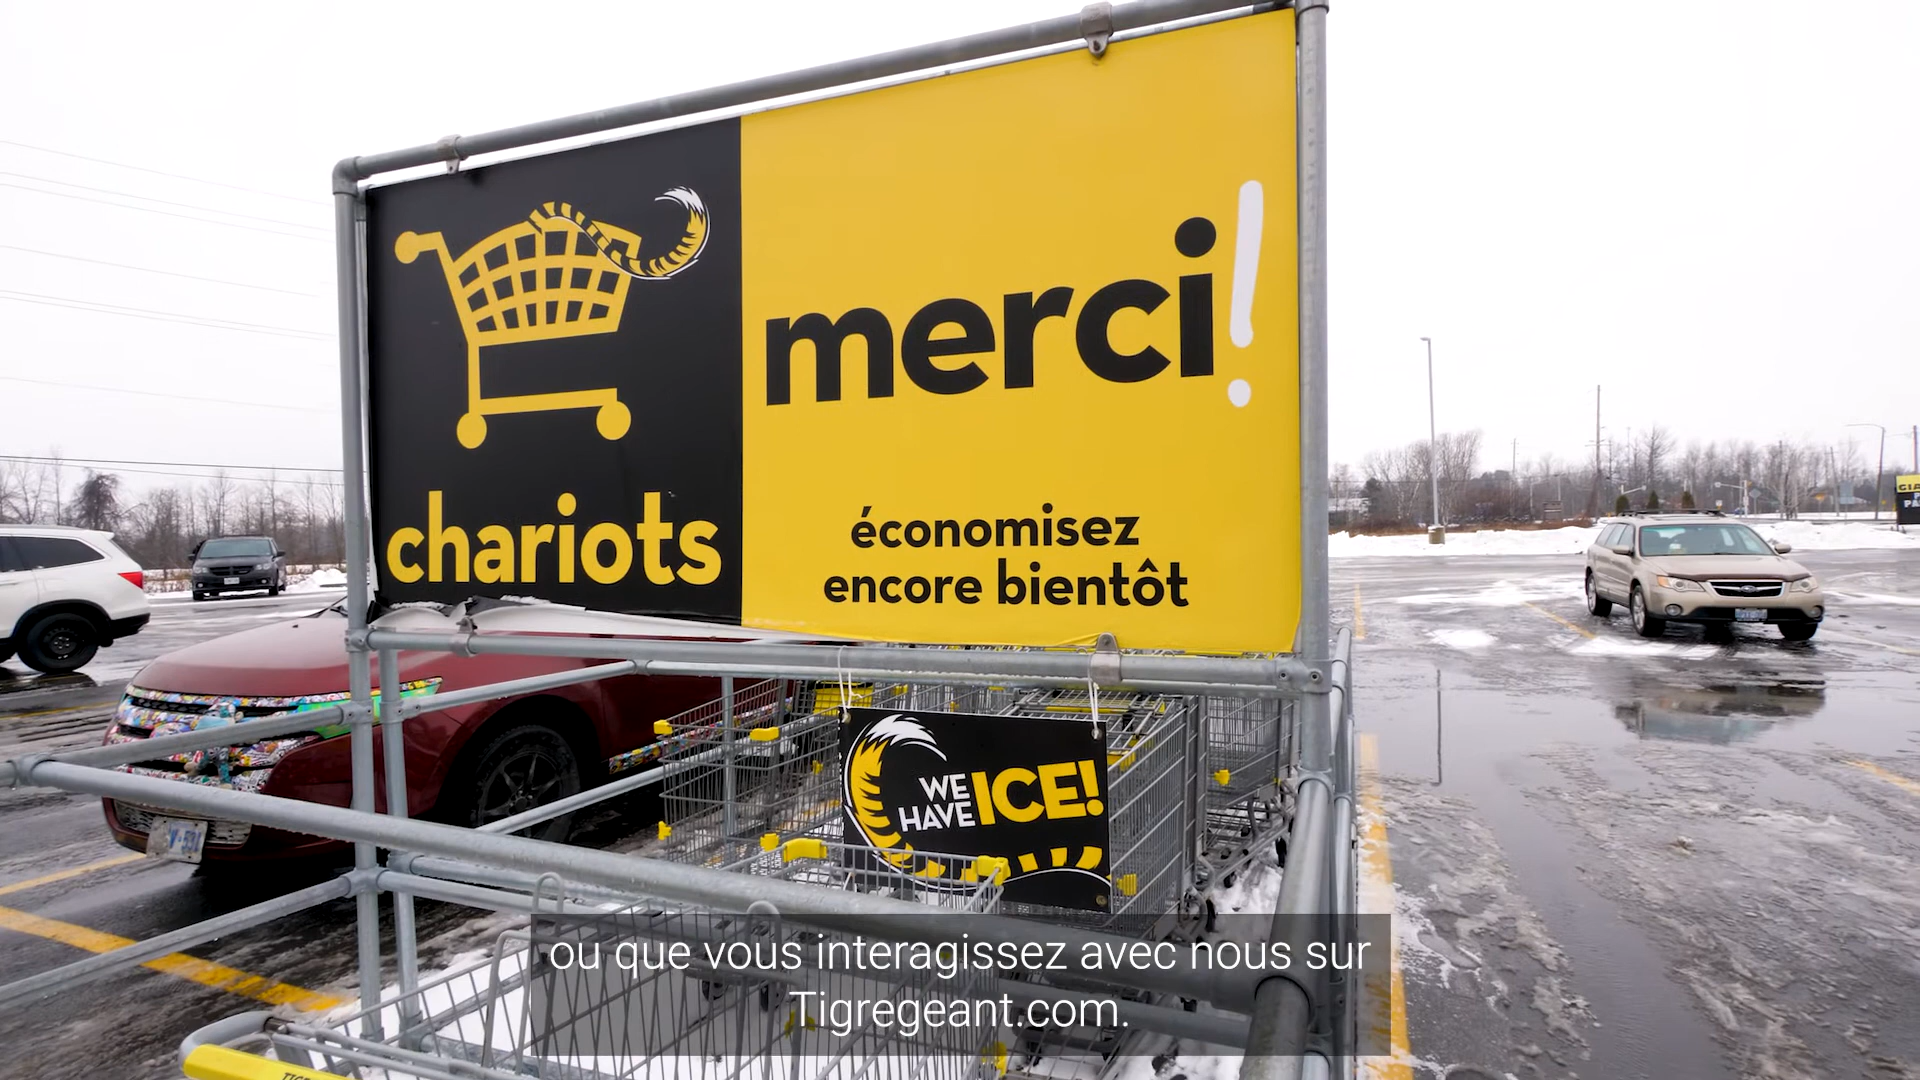 merci!
chariots
économisez
encore bientôt
WE
HAVE ICE!
ou que vous interagissez avec nous sur
Tigregeant.com.